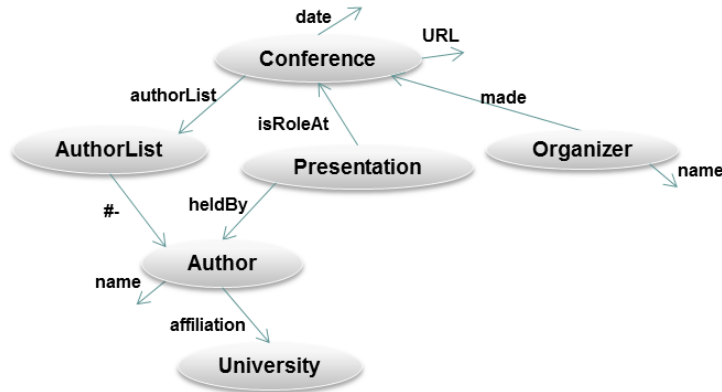 date
URL
Conference
authorList
made
isRoleAt
AuthorList
Presentation
Organizer
name
#-
heldBy
Author
name
affiliation
University